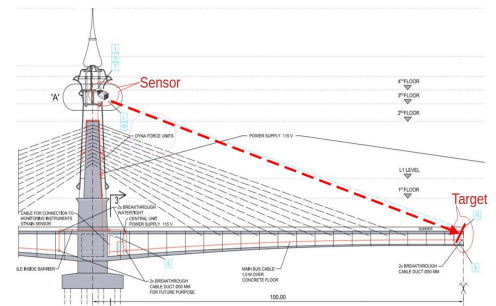 Sensor
'A'
4TH FLOOR
3RD FLOOR
2ND FLOOR
DYNA FORCE UNITS
POWER SUPPLY 115 V
L1 LEVEL
1ST FLOOR
Target
3
2x BREAKTHROUGH
WATERTIGHT
CABLE FOR CONNECTION TO
MONITORING INSTRUMENTS
STRAIN SENSOR
CENTRAL UNIT
POWER SUPPLY 115 V
BARRIER
INSIDE BARRIER
2x BREAKTHROUGH
CABLE DUCT Ø50 MM
FOR FUTURE PURPOSE
MAIN BUS CABLE
OVER
CONCRETE FLOOR
2x BREAKTHROUGH
CABLE DUCT Ø50 MM
100.00